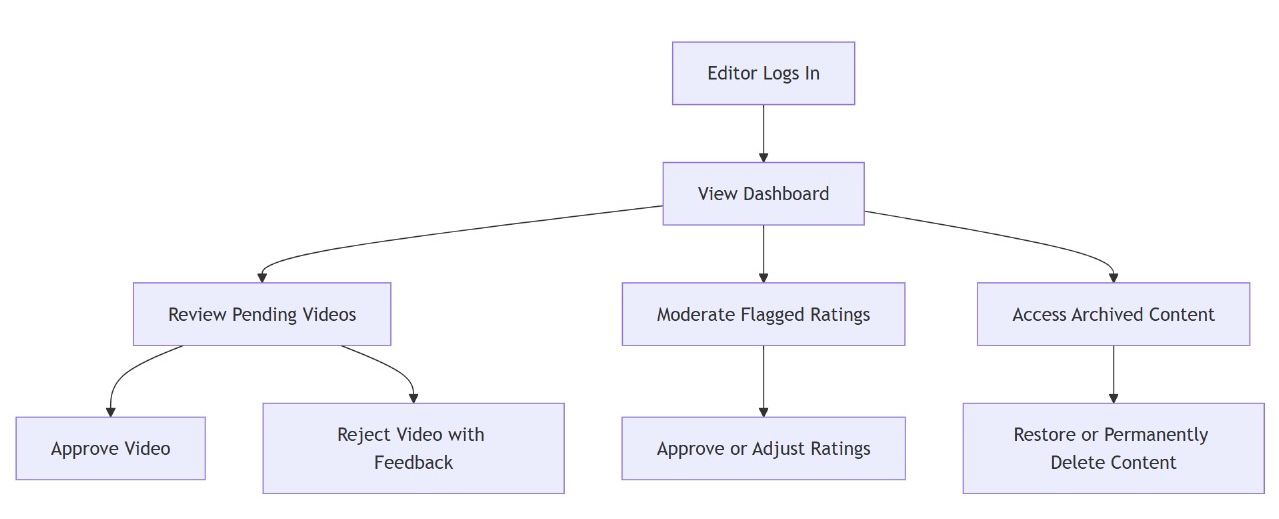 Editor Logs In
View Dashboard
Review Pending Videos
Moderate Flagged Ratings
Access Archived Content
Approve Video
Reject Video with
Feedback
Approve or Adjust Ratings
Restore or Permanently
Delete Content